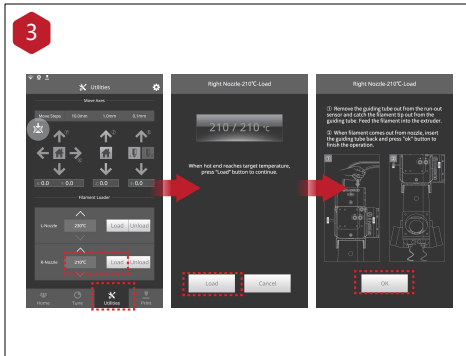 3
Utilities
Move Axes
Move Steps 10.0mm 1.0mm 0.1mm
X: 0.0 Y: 0.0 Z: 0.0 E: 0.0
Filament Loader
L-Nozzle 230℃ Load Unload
R-Nozzle 210℃ Load Unload
Home Tune Utilities Print
Right Nozzle-210℃-Load
210 / 210 ℃
When hot end reaches target temperature,
press "Load" button to continue.
Load Cancel
Right Nozzle-210℃-Load
① Remove the guiding tube out from the run-out
sensor and catch the filament tip out from the
guiding tube. Feed the filament into the extruder.
② When filament comes out from nozzle, insert
the guiding tube back and press "ok" button to
finish the operation.
① ②
OK